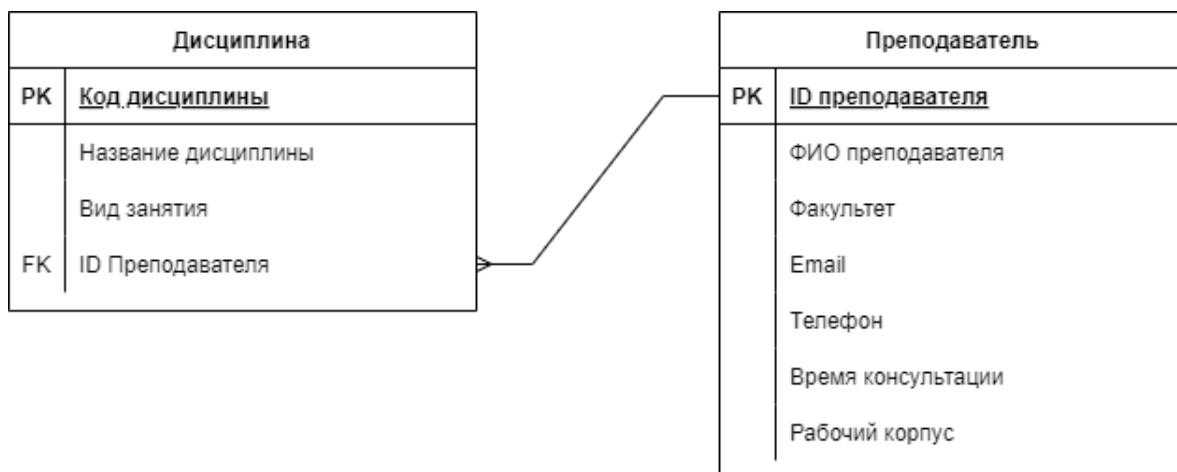 Дисциплина
PK Код дисциплины
Название дисциплины
Вид занятия
FK ID Преподавателя
Преподаватель
PK ID преподавателя
ФИО преподавателя
Факультет
Email
Телефон
Время консультации
Рабочий корпус